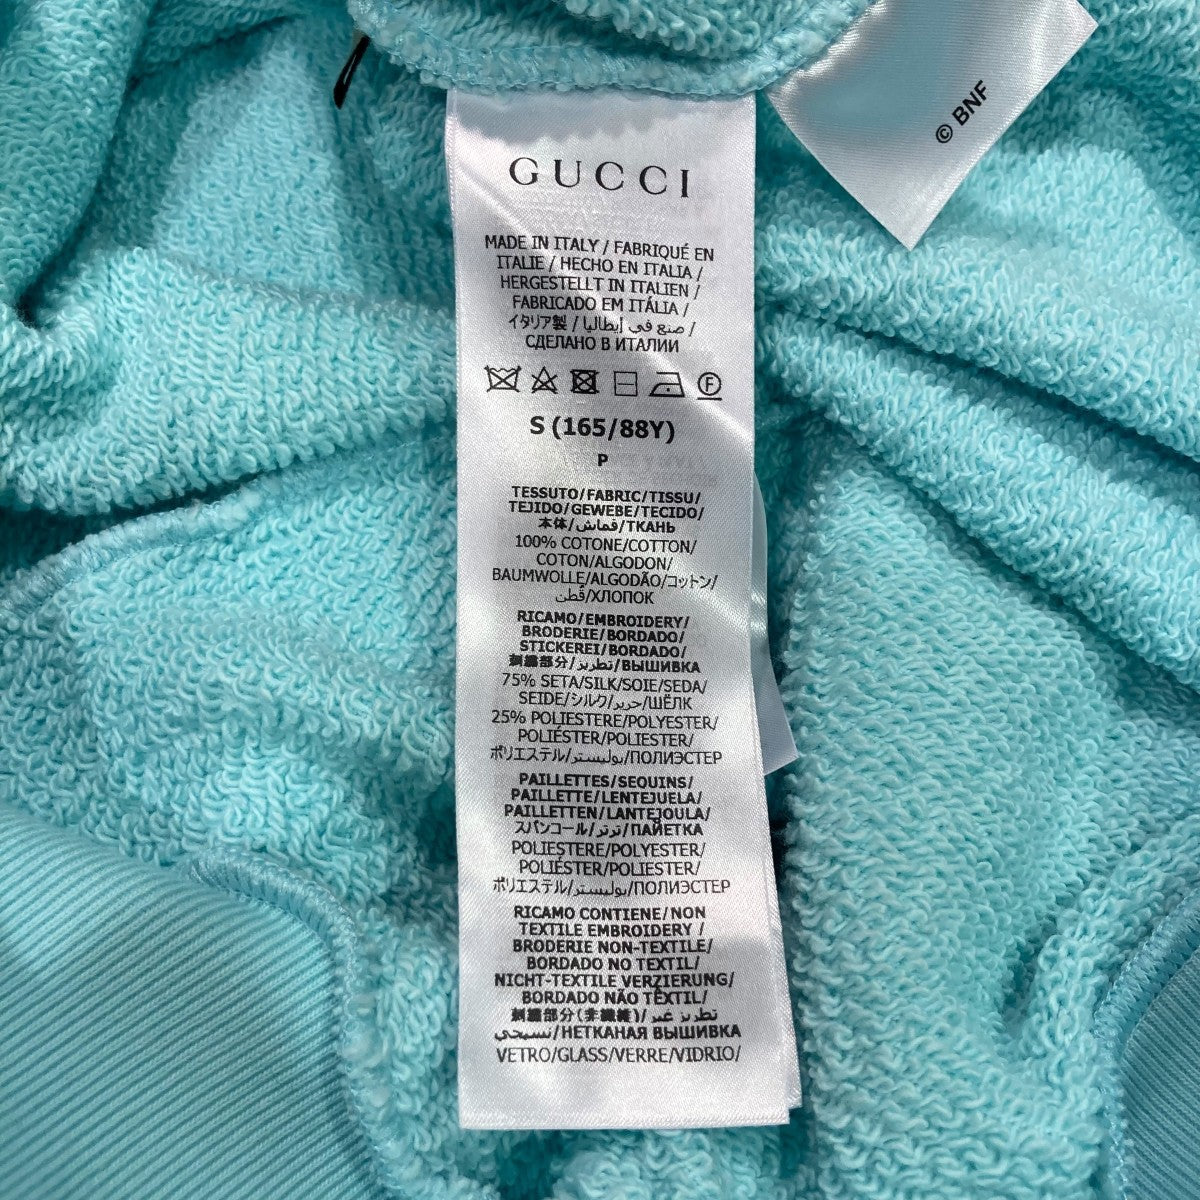 © BNF
GUCCI
MADE IN ITALY / FABRIQUÉ EN
ITALIE / HECHO EN ITALIA /
HERGESTELLT IN ITALIEN /
FABRICADO EM ITÁLIA /
イタリア製 / صنع في إيطاليا /
СДЕЛАНО В ИТАЛИИ
F
S (165/88Y)
P
TESSUTO/FABRIC/TISSU/
TEJIDO/GEWEBE/TECIDO/
本体/قماش/ТКАНЬ
100% COTONE/COTTON/
COTON/ALGODON/
BAUMWOLLE/ALGODÃO/コットン/
قطن/ХЛОПОК
RICAMO/EMBROIDERY/
BRODERIE/BORDADO/
STICKEREI/BORDADO/
刺繍部分/تطريز/ВЫШИВКА
75% SETA/SILK/SOIE/SEDA/
SEIDE/シルク/حرير/ШЁЛК
25% POLIESTERE/POLYESTER/
POLIÉSTER/POLIESTER/
ポリエステル/بوليستر/ПОЛИЭСТЕР
PAILLETTES/SEQUINS/
PAILLETTE/LENTEJUELA/
PAILLETTEN/LANTEJOULA/
スパンコール/ترتر/ПАЙЕТКА
POLIESTERE/POLYESTER/
POLIÉSTER/POLIESTER/
ポリエステル/بوليستر/ПОЛИЭСТЕР
RICAMO CONTIENE/NON
TEXTILE EMBROIDERY /
BRODERIE NON-TEXTILE/
BORDADO NO TEXTIL/
NICHT-TEXTILE VERZIERUNG/
BORDADO NÃO TÊXTIL/
刺繍部分(非繊維)/تطريز غير
نسيجي/НЕТКАНАЯ ВЫШИВКА
VETRO/GLASS/VERRE/VIDRIO/